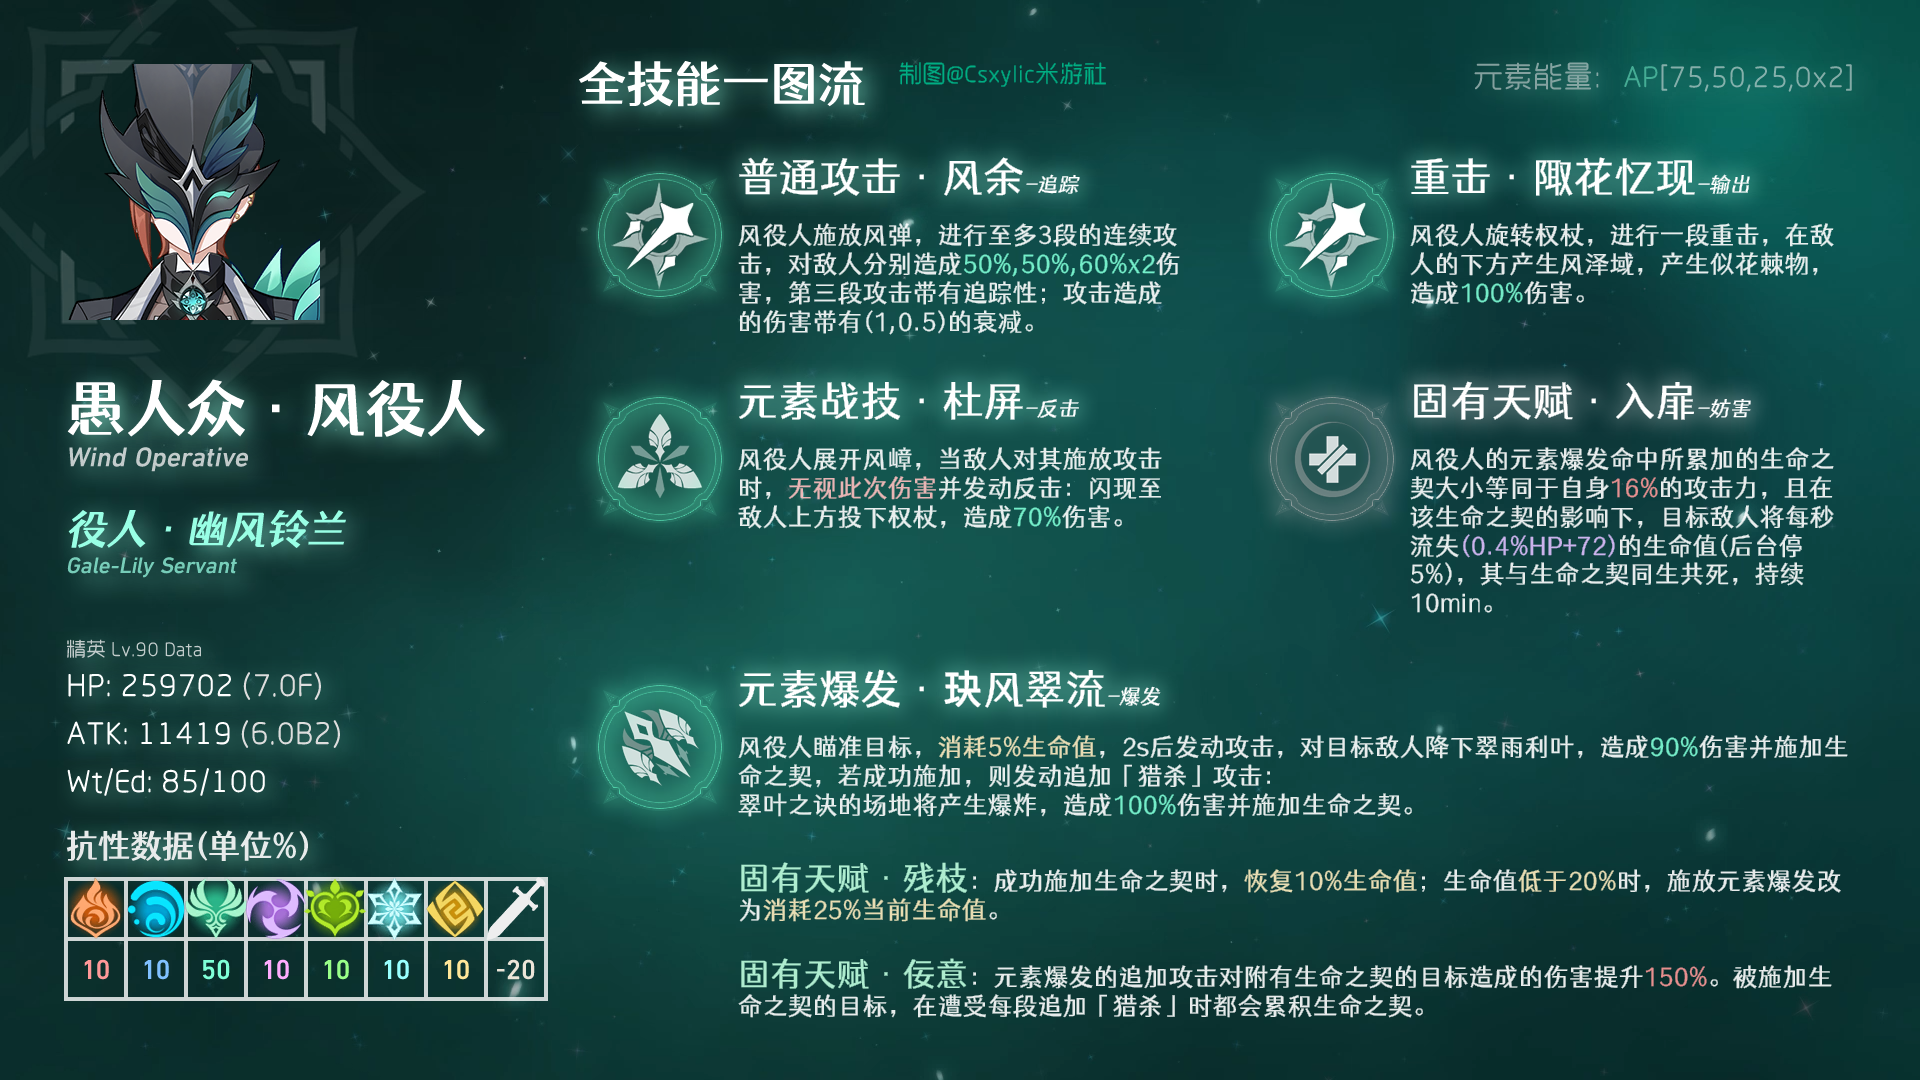 全技能一图流
制图@Csxylic米游社
元素能量: AP[75,50,25,0x2]
愚人众 · 风役人
Wind Operative
役人 · 幽风铃兰
Gale-Lily Servant
精英 Lv.90 Data
HP: 259702 (7.0F)
ATK: 11419 (6.0B2)
Wt/Ed: 85/100
抗性数据(单位%)
10 10 50 10 10 10 10 -20
普通攻击 · 风余-追踪
风役人施放风弹，进行至多3段的连续攻
击，对敌人分别造成50%,50%,60%x2伤
害，第三段攻击带有追踪性；攻击造成
的伤害带有(1,0.5)的衰减。
重击 · 陬花忆现-输出
风役人旋转权杖，进行一段重击，在敌
人的下方产生风泽域，产生似花棘物，
造成100%伤害。
元素战技 · 杜屏-反击
风役人展开风嶂，当敌人对其施放攻击
时，无视此次伤害并发动反击：闪现至
敌人上方投下权杖，造成70%伤害。
固有天赋 · 入扉-妨害
风役人的元素爆发命中所累加的生命之
契大小等同于自身16%的攻击力，且在
该生命之契的影响下，目标敌人将每秒
流失(0.4%HP+72)的生命值(后台停
5%)，其与生命之契同生共死，持续
10min。
元素爆发 · 玦风翠流-爆发
风役人瞄准目标，消耗5%生命值，2s后发动攻击，对目标敌人降下翠雨利叶，造成90%伤害并施加生
命之契，若成功施加，则发动追加「猎杀」攻击：
翠叶之诀的场地将产生爆炸，造成100%伤害并施加生命之契。
固有天赋 · 残枝：成功施加生命之契时，恢复10%生命值；生命值低于20%时，施放元素爆发改
为消耗25%当前生命值。
固有天赋 · 佞意：元素爆发的追加攻击对附有生命之契的目标造成的伤害提升150%。被施加生
命之契的目标，在遭受每段追加「猎杀」时都会累积生命之契。